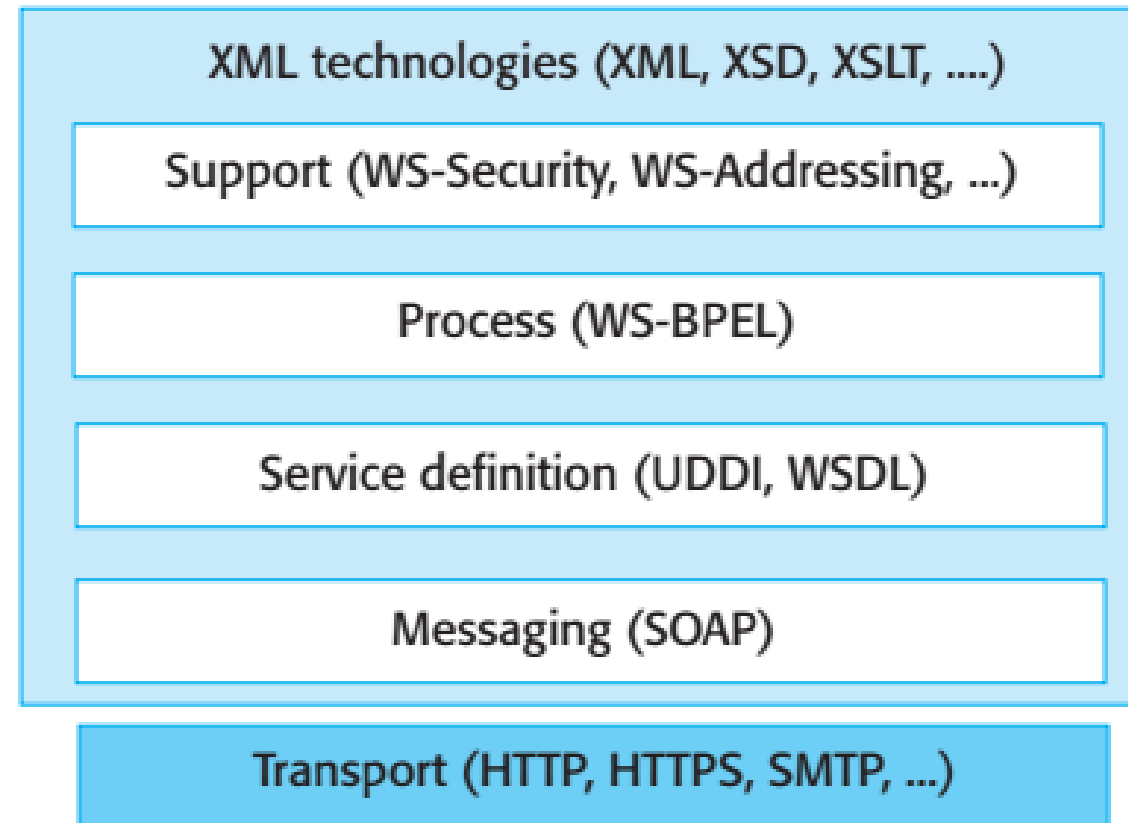 XML technologies (XML, XSD, XSLT, ....)
Support (WS-Security, WS-Addressing, ...)
Process (WS-BPEL)
Service definition (UDDI, WSDL)
Messaging (SOAP)
Transport (HTTP, HTTPS, SMTP, ...)